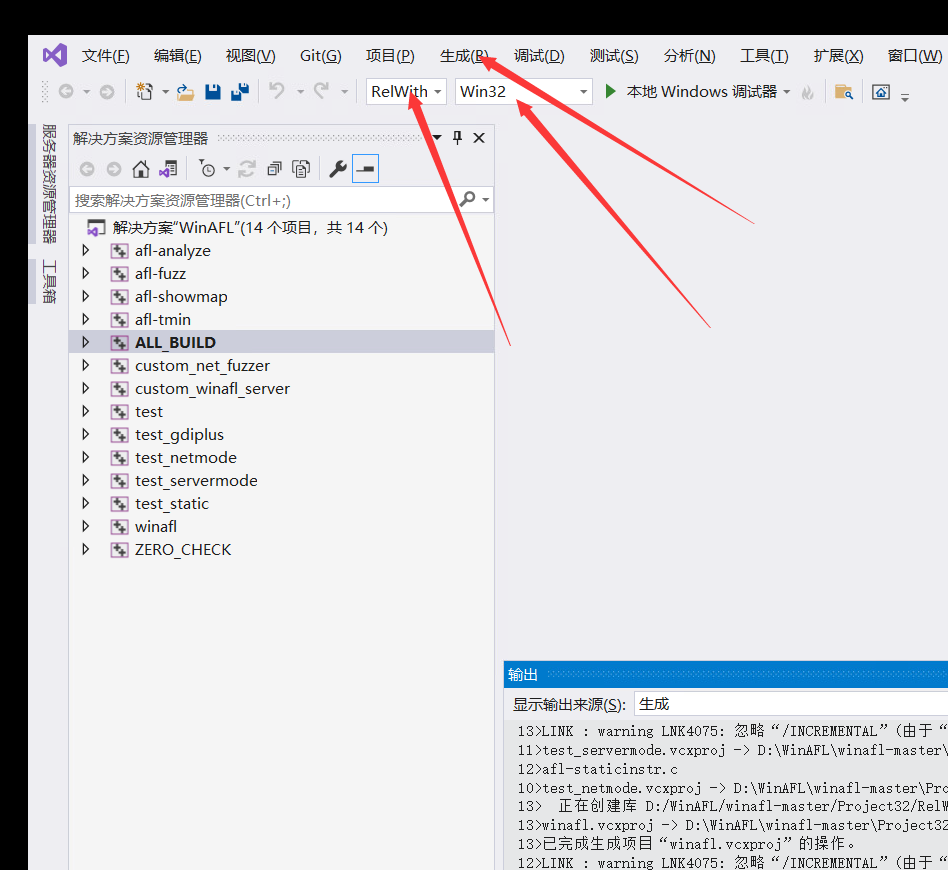 文件(F) 编辑(E) 视图(V) Git(G) 项目(P) 生成(B) 调试(D) 测试(S) 分析(N) 工具(T) 扩展(X) 窗口(W)
RelWith Win32 本地 Windows 调试器
服务器资源管理器
工具箱
解决方案资源管理器
搜索解决方案资源管理器(Ctrl+;)
解决方案“WinAFL”(14 个项目，共 14 个)
afl-analyze
afl-fuzz
afl-showmap
afl-tmin
ALL_BUILD
custom_net_fuzzer
custom_winafl_server
test
test_gdiplus
test_netmode
test_servermode
test_static
winafl
ZERO_CHECK
输出
显示输出来源(S): 生成
13>LINK : warning LNK4075: 忽略“/INCREMENTAL”(由于“
11>test_servermode.vcxproj -> D:\WinAFL\winafl-master\
12>afl-staticinstr.c
10>test_netmode.vcxproj -> D:\WinAFL\winafl-master\Pro
13> 正在创建库 D:/WinAFL/winafl-master/Project32/RelW
13>winafl.vcxproj -> D:\WinAFL\winafl-master\Project32
13>已完成生成项目“winafl.vcxproj”的操作。
12>LINK : warning LNK4075: 忽略“/INCREMENTAL”(由于“